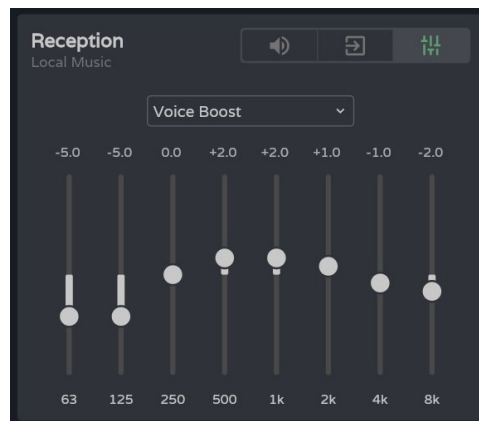 Reception
Local Music
Voice Boost
-5.0 -5.0 0.0 +2.0 +2.0 +1.0 -1.0 -2.0
63 125 250 500 1k 2k 4k 8k